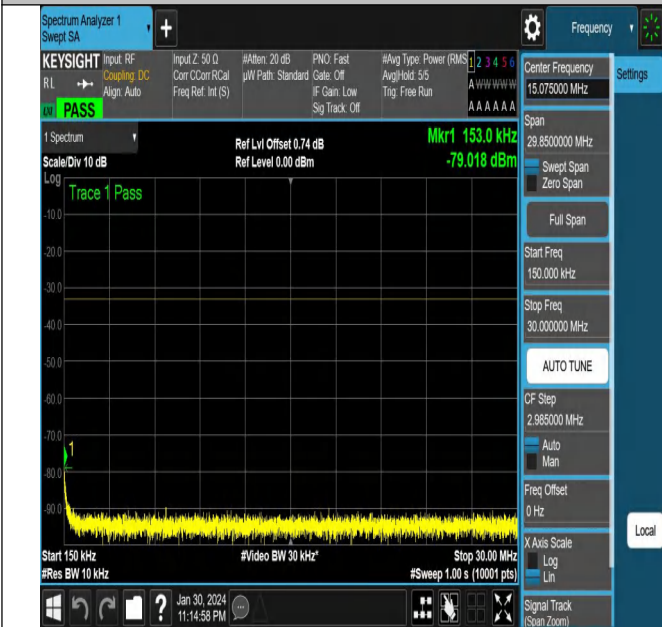 Spectrum Analyzer 1
Swept SA
+
Frequency
KEYSIGHT
RL
PASS
Input: RF
Coupling: DC
Align: Auto
Input Z: 50 Ω
Corr CCorr RCal
Freq Ref: Int (S)
#Atten: 20 dB
µW Path: Standard
PNO: Fast
Gate: Off
IF Gain: Low
Sig Track: Off
#Avg Type: Power (RMS
Avg|Hold: 5/5
Trig: Free Run
1 2 3 4 5 6
A W W W W W
A A A A A A
1 Spectrum
Scale/Div 10 dB
Log
Ref Lvl Offset 0.74 dB
Ref Level 0.00 dBm
Mkr1 153.0 kHz
-79.018 dBm
Trace 1 Pass
-10.0
-20.0
-30.0
-40.0
-50.0
-60.0
-70.0
1
-80.0
-90.0
Start 150 kHz
#Res BW 10 kHz
#Video BW 30 kHz*
Stop 30.00 MHz
#Sweep 1.00 s (10001 pts)
Jan 30, 2024
11:14:58 PM
Center Frequency
15.075000 MHz
Settings
Span
29.8500000 MHz
Swept Span
Zero Span
Full Span
Start Freq
150.000 kHz
Stop Freq
30.000000 MHz
AUTO TUNE
CF Step
2.985000 MHz
Auto
Man
Freq Offset
0 Hz
X Axis Scale
Log
Lin
Local
Signal Track
(Span Zoom)